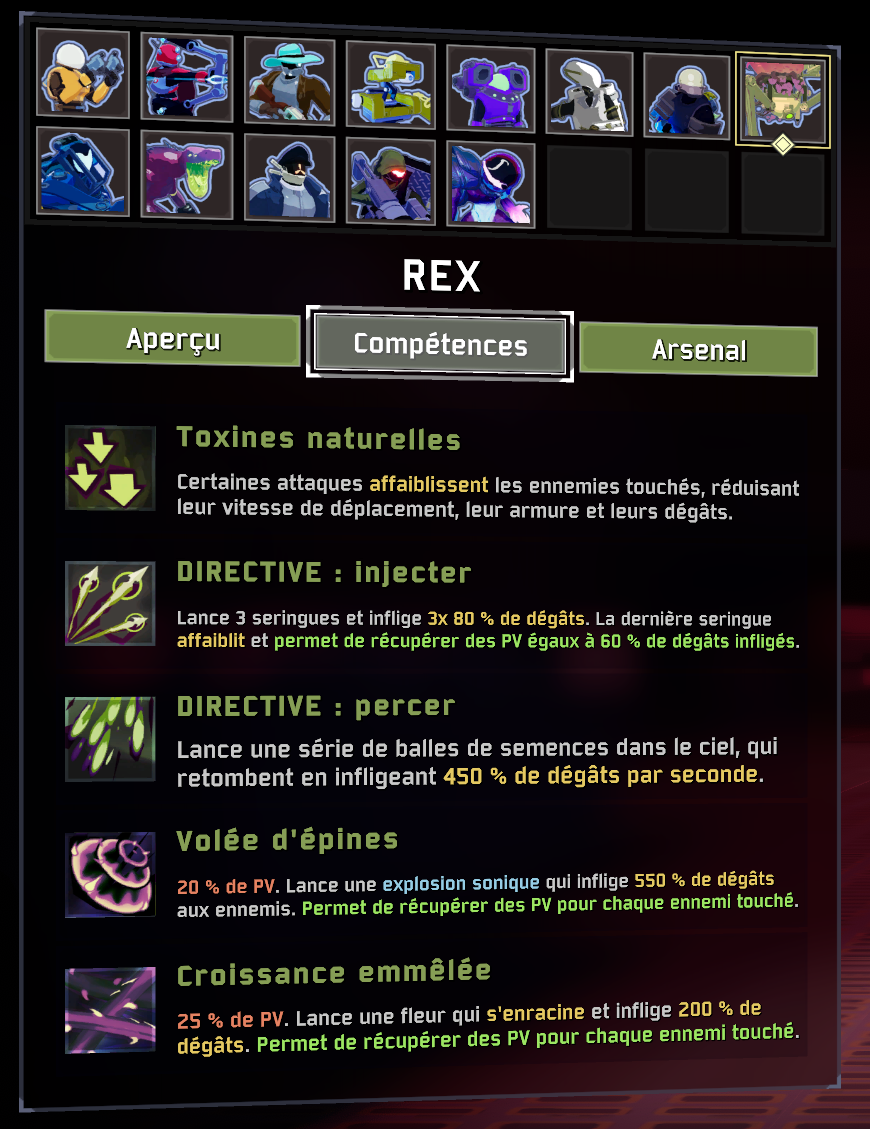 REX
Aperçu
Compétences
Arsenal
Toxines naturelles
Certaines attaques affaiblissent les ennemies touchés, réduisant
leur vitesse de déplacement, leur armure et leurs dégâts.
DIRECTIVE : injecter
Lance 3 seringues et inflige 3x 80 % de dégâts. La dernière seringue
affaiblit et permet de récupérer des PV égaux à 60 % de dégâts infligés.
DIRECTIVE : percer
Lance une série de balles de semences dans le ciel, qui
retombent en infligeant 450 % de dégâts par seconde.
Volée d'épines
20 % de PV. Lance une explosion sonique qui inflige 550 % de dégâts
aux ennemis. Permet de récupérer des PV pour chaque ennemi touché.
Croissance emmêlée
25 % de PV. Lance une fleur qui s'enracine et inflige 200 % de
dégâts. Permet de récupérer des PV pour chaque ennemi touché.